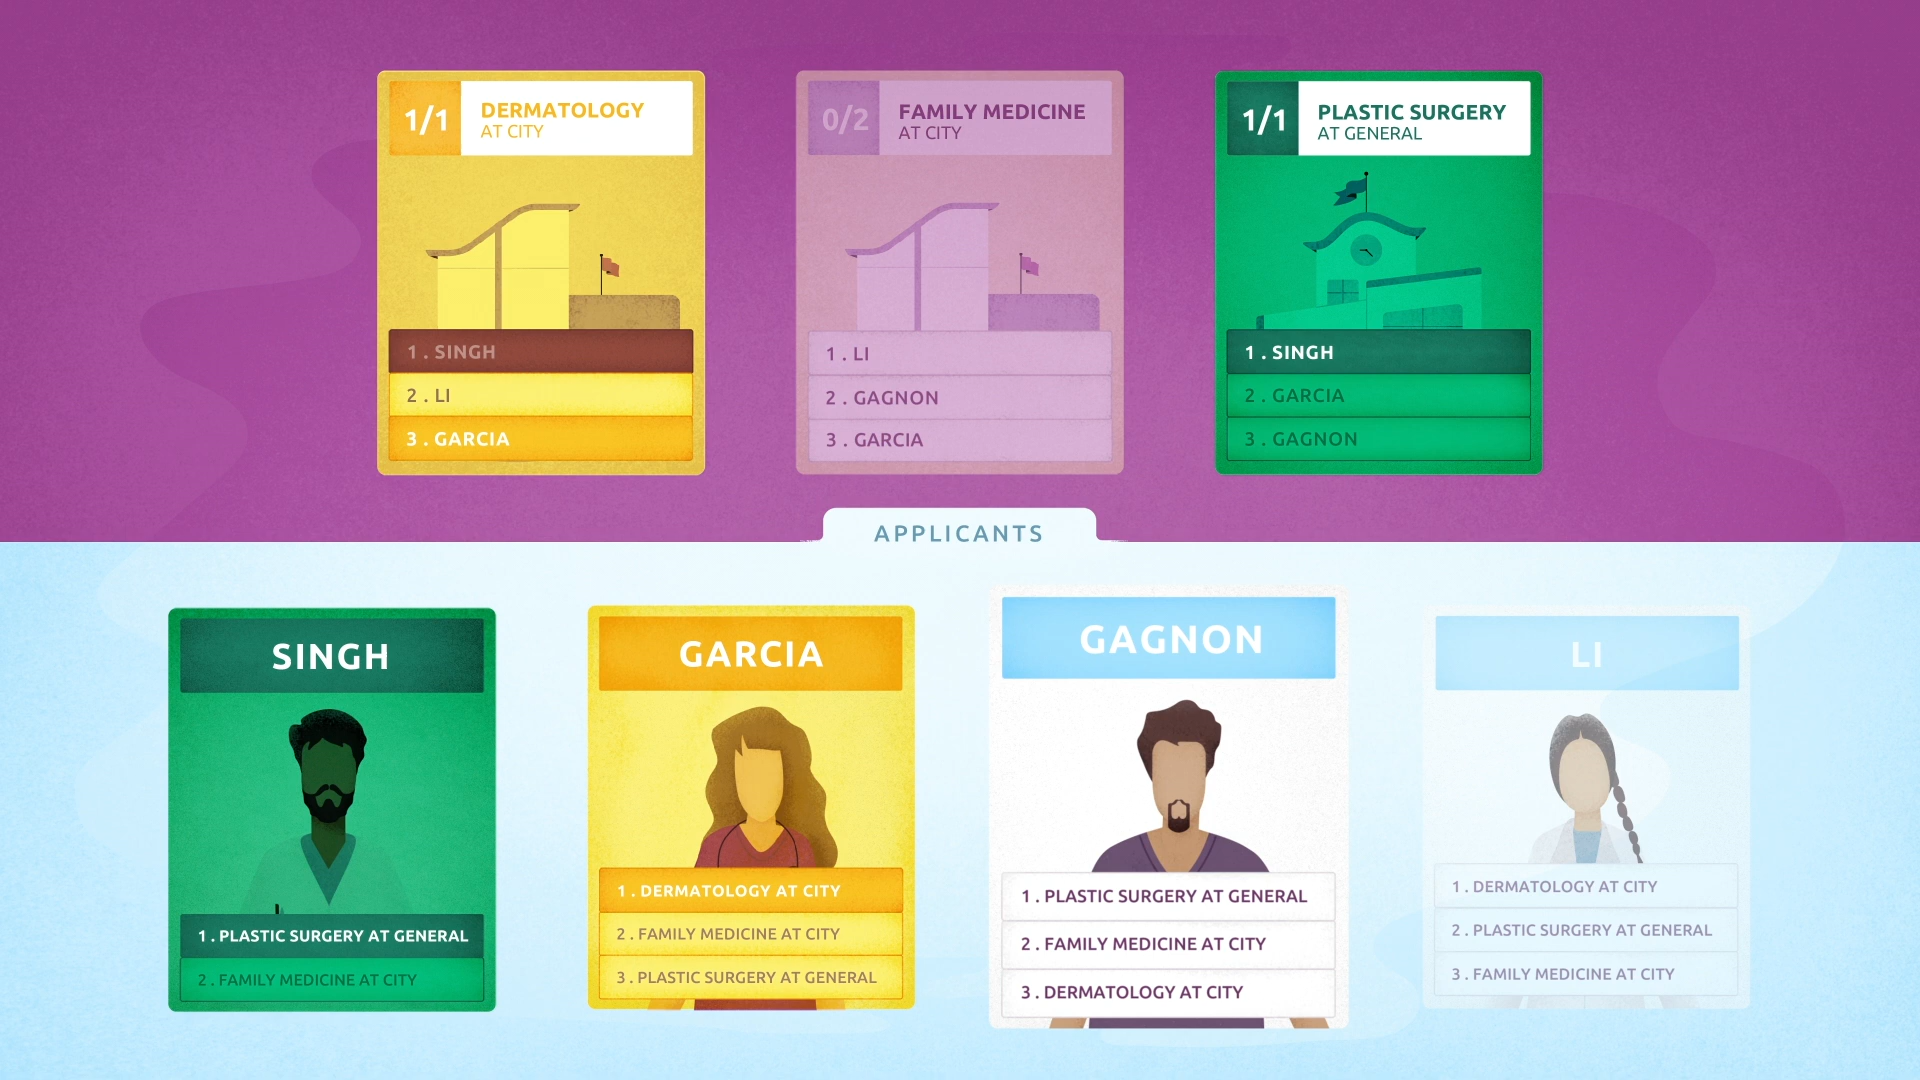 1/1
DERMATOLOGY
AT CITY
1 . SINGH
2 . LI
3 . GARCIA
0/2
FAMILY MEDICINE
AT CITY
1 . LI
2 . GAGNON
3 . GARCIA
1/1
PLASTIC SURGERY
AT GENERAL
1 . SINGH
2 . GARCIA
3 . GAGNON
APPLICANTS
SINGH
1 . PLASTIC SURGERY AT GENERAL
2 . FAMILY MEDICINE AT CITY
GARCIA
1 . DERMATOLOGY AT CITY
2 . FAMILY MEDICINE AT CITY
3 . PLASTIC SURGERY AT GENERAL
GAGNON
1 . PLASTIC SURGERY AT GENERAL
2 . FAMILY MEDICINE AT CITY
3 . DERMATOLOGY AT CITY
LI
1 . DERMATOLOGY AT CITY
2 . PLASTIC SURGERY AT GENERAL
3 . FAMILY MEDICINE AT CITY